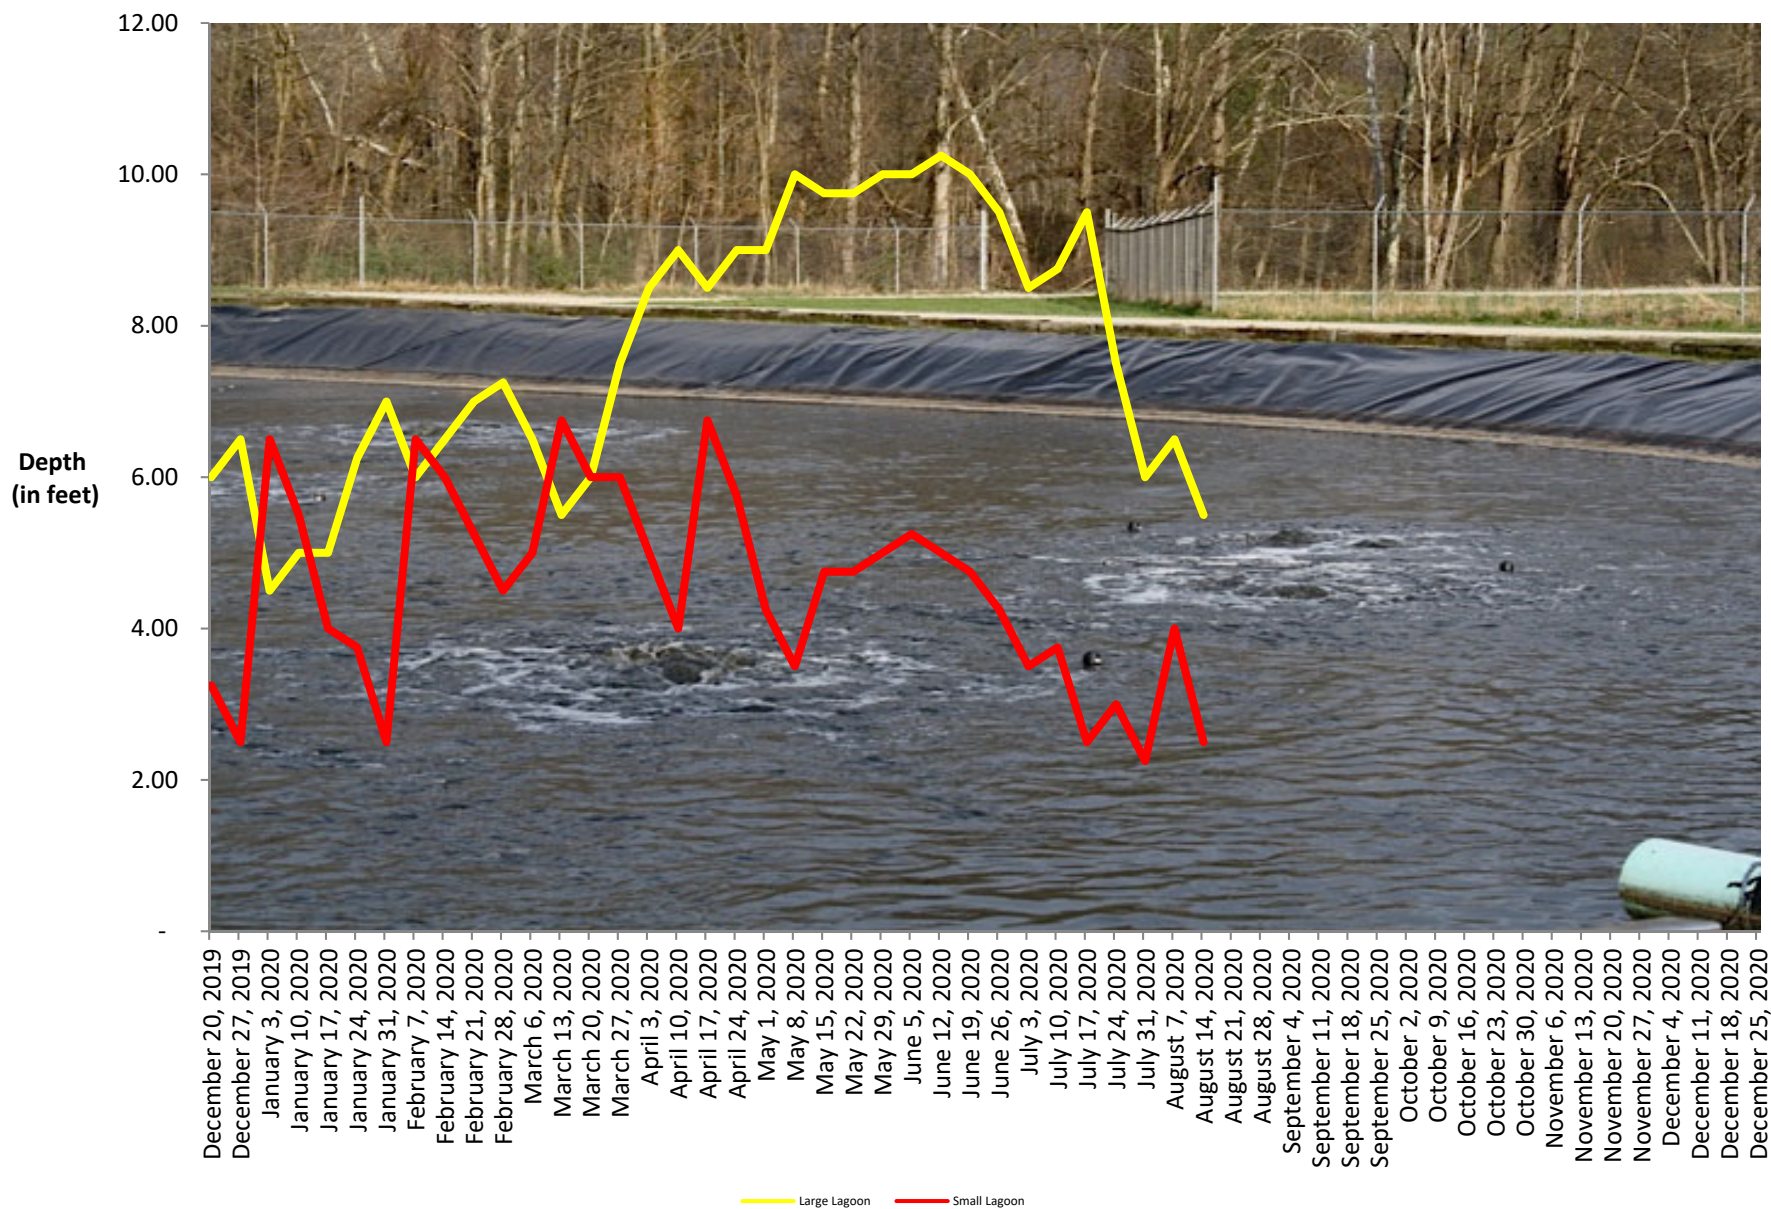 12.00
10.00
8.00
6.00
4.00
2.00
-
Depth
(in feet)
December 20, 2019
December 27, 2019
January 3, 2020
January 10, 2020
January 17, 2020
January 24, 2020
January 31, 2020
February 7, 2020
February 14, 2020
February 21, 2020
February 28, 2020
March 6, 2020
March 13, 2020
March 20, 2020
March 27, 2020
April 3, 2020
April 10, 2020
April 17, 2020
April 24, 2020
May 1, 2020
May 8, 2020
May 15, 2020
May 22, 2020
May 29, 2020
June 5, 2020
June 12, 2020
June 19, 2020
June 26, 2020
July 3, 2020
July 10, 2020
July 17, 2020
July 24, 2020
July 31, 2020
August 7, 2020
August 14, 2020
August 21, 2020
August 28, 2020
September 4, 2020
September 11, 2020
September 18, 2020
September 25, 2020
October 2, 2020
October 9, 2020
October 16, 2020
October 23, 2020
October 30, 2020
November 6, 2020
November 13, 2020
November 20, 2020
November 27, 2020
December 4, 2020
December 11, 2020
December 18, 2020
December 25, 2020
Large Lagoon
Small Lagoon